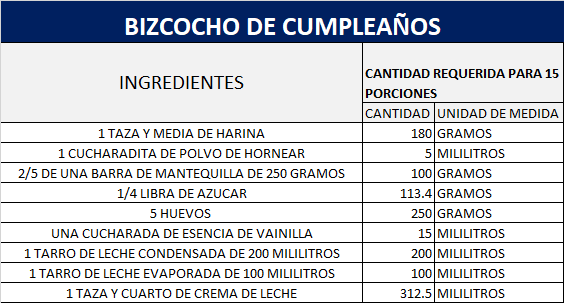 BIZCOCHO DE CUMPLEAÑOS
INGREDIENTES
CANTIDAD REQUERIDA PARA 15
PORCIONES
CANTIDAD UNIDAD DE MEDIDA
1 TAZA Y MEDIA DE HARINA 180 GRAMOS
1 CUCHARADITA DE POLVO DE HORNEAR 5 MILILITROS
2/5 DE UNA BARRA DE MANTEQUILLA DE 250 GRAMOS 100 GRAMOS
1/4 LIBRA DE AZUCAR 113.4 GRAMOS
5 HUEVOS 250 GRAMOS
UNA CUCHARADA DE ESENCIA DE VAINILLA 15 MILILITROS
1 TARRO DE LECHE CONDENSADA DE 200 MILILITROS 200 MILILITROS
1 TARRO DE LECHE EVAPORADA DE 100 MILILITROS 100 MILILITROS
1 TAZA Y CUARTO DE CREMA DE LECHE 312.5 MILILITROS